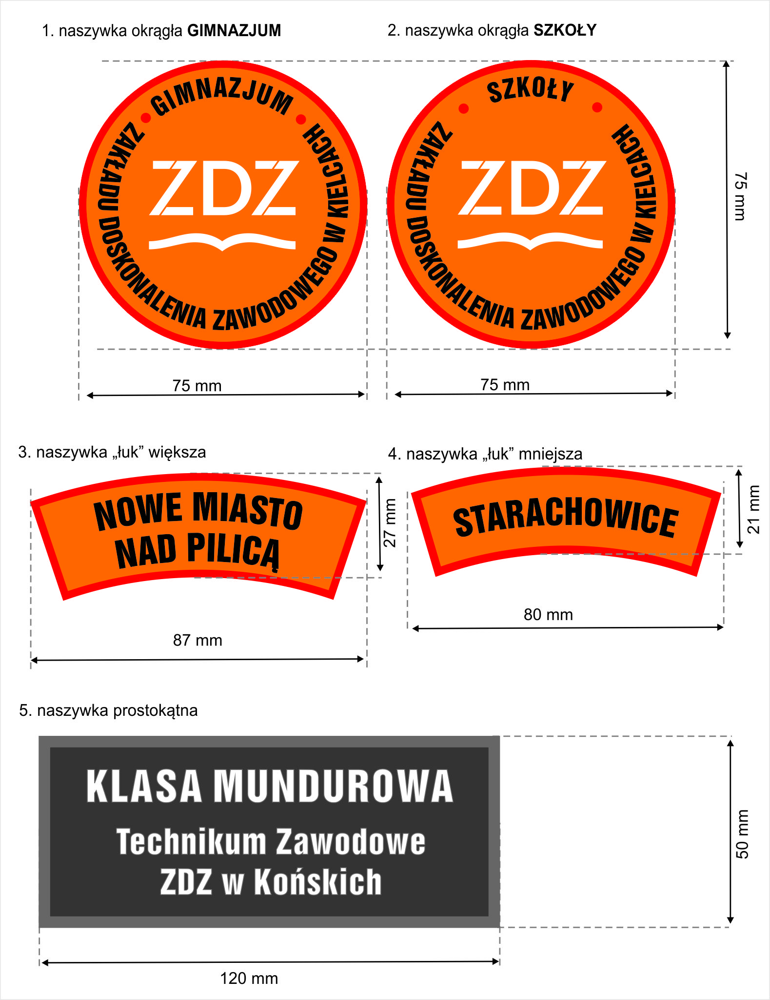 1. naszywka okrągła GIMNAZJUM
2. naszywka okrągła SZKOŁY
GIMNAZJUM
ZAKŁADU DOSKONALENIA ZAWODOWEGO W KIELCACH
ZDZ
SZKOŁY
ZAKŁADU DOSKONALENIA ZAWODOWEGO W KIELCACH
ZDZ
75 mm
75 mm
75 mm
3. naszywka „łuk” większa
NOWE MIASTO
NAD PILICĄ
27 mm
87 mm
4. naszywka „łuk” mniejsza
STARACHOWICE
21 mm
80 mm
5. naszywka prostokątna
KLASA MUNDUROWA
Technikum Zawodowe
ZDZ w Końskich
50 mm
120 mm